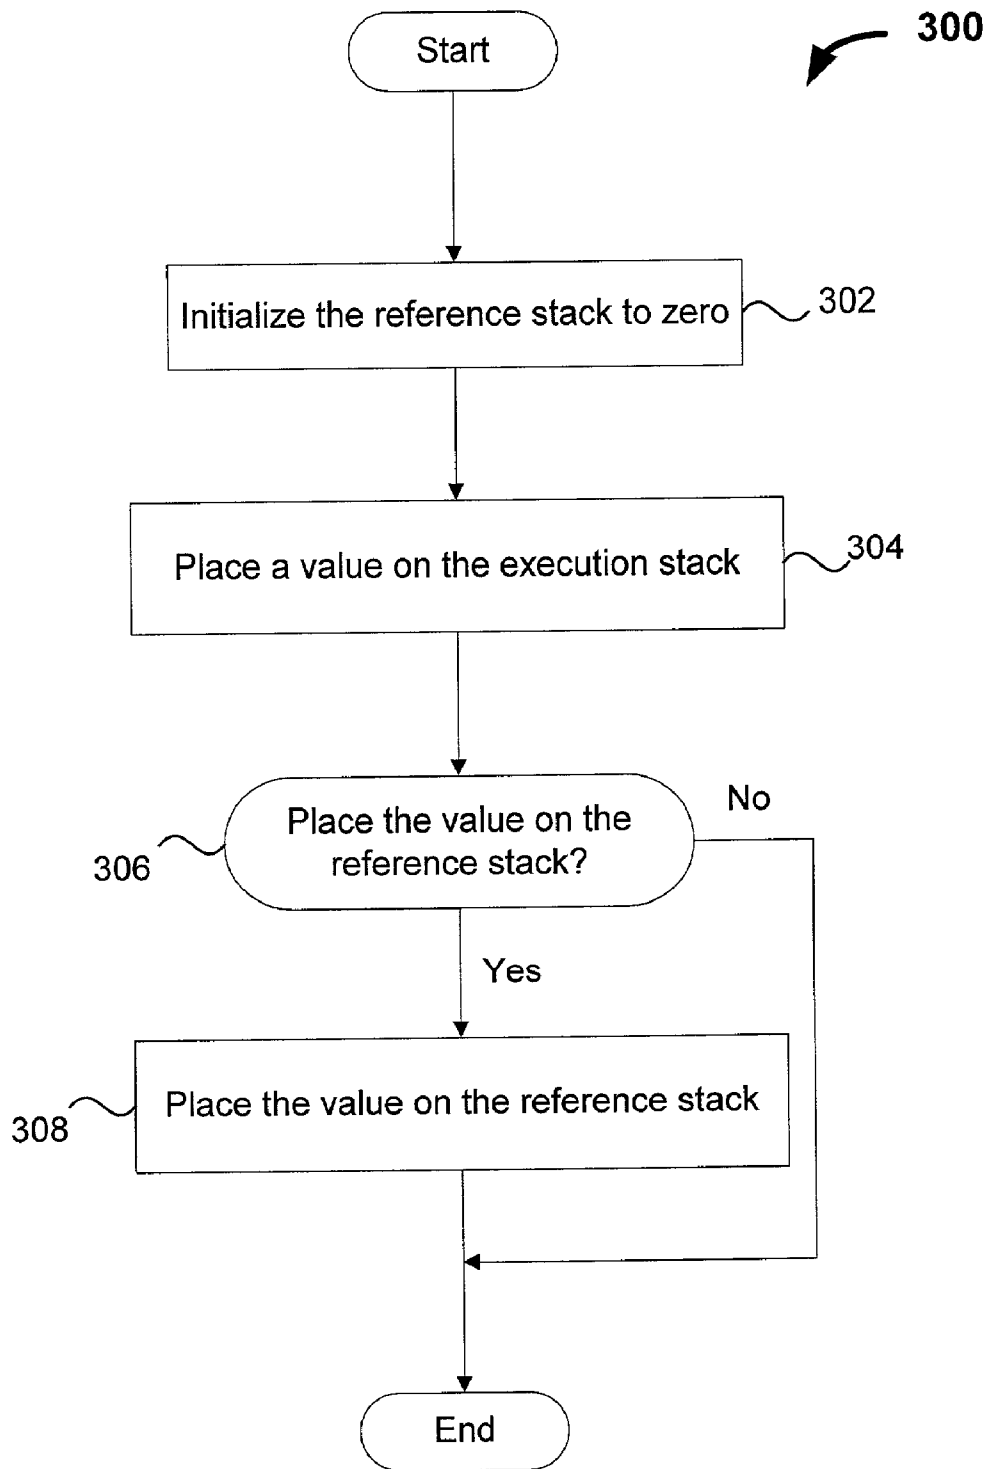 Start
300
Initialize the reference stack to zero
302
Place a value on the execution stack
304
Place the value on the
reference stack?
No
306
Yes
Place the value on the reference stack
308
End